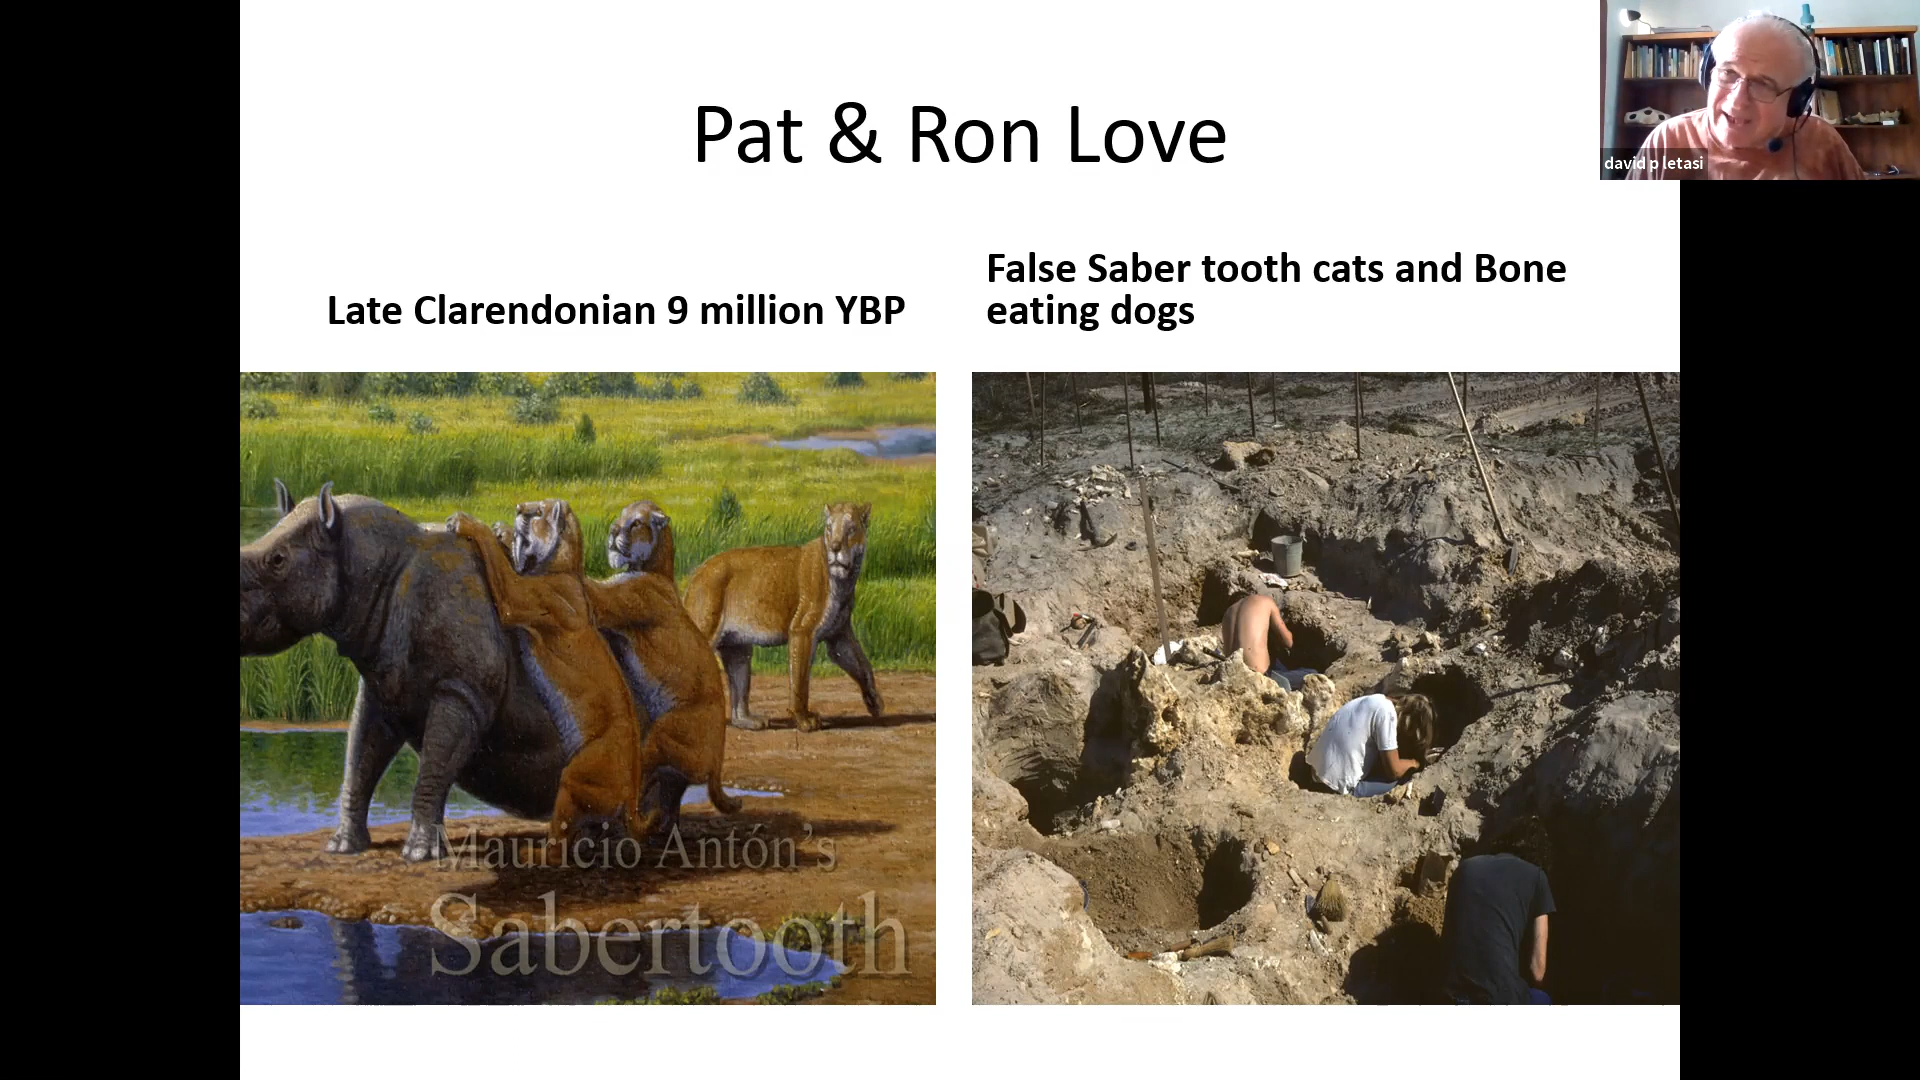 Pat & Ron Love
david p letasi
Late Clarendonian 9 million YBP
False Saber tooth cats and Bone
eating dogs
Mauricio Antón's
Sabertooth